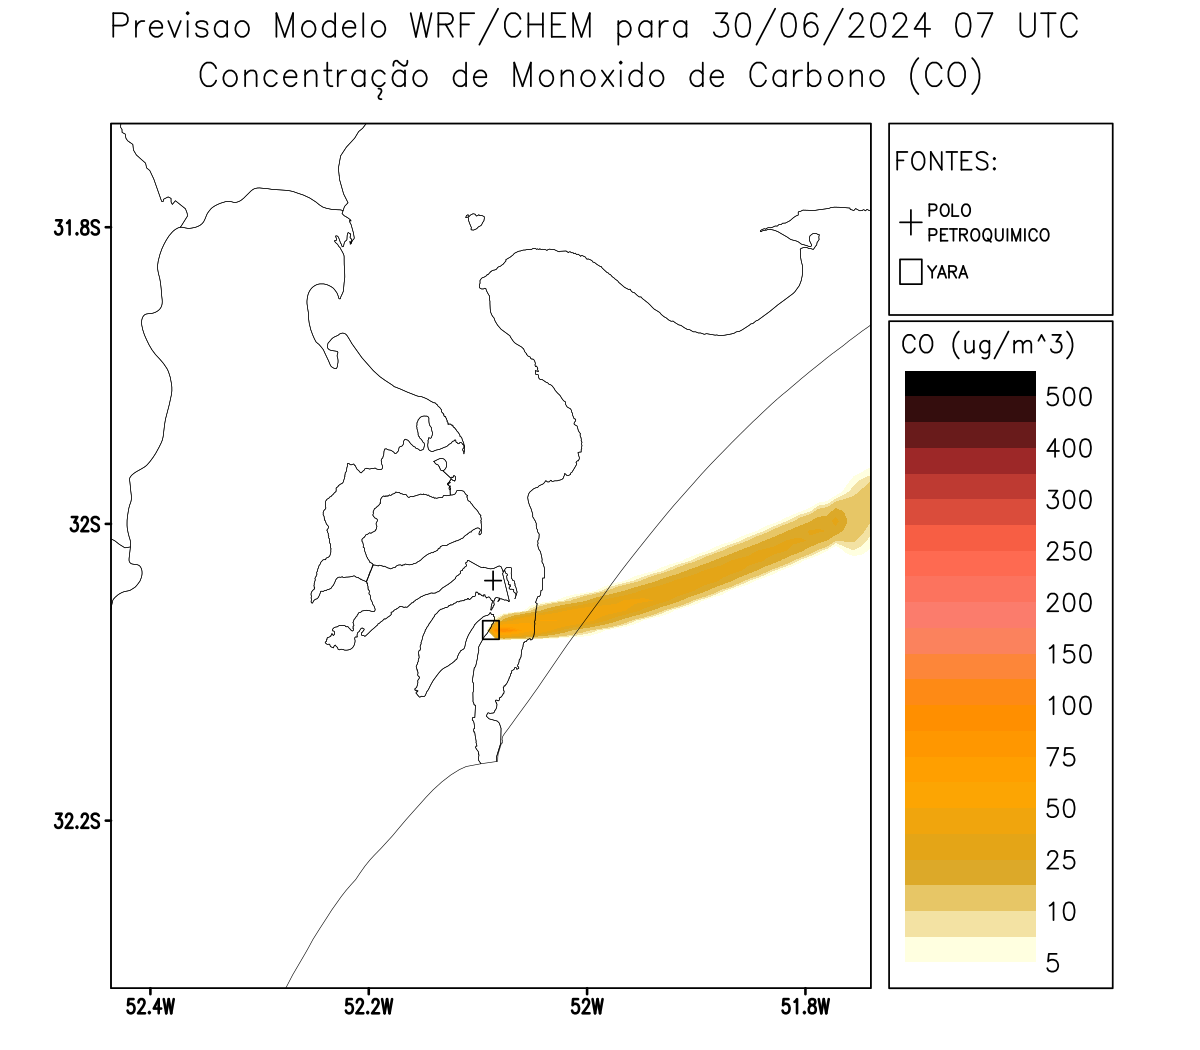 Previsao Modelo WRF/CHEM para 30/06/2024 07 UTC
Concentração de Monoxido de Carbono (CO)
FONTES:
POLO
PETROQUIMICO
YARA
31.8S
32S
32.2S
52.4W
52.2W
52W
51.8W
CO (ug/m^3)
500
400
300
250
200
150
100
75
50
25
10
5